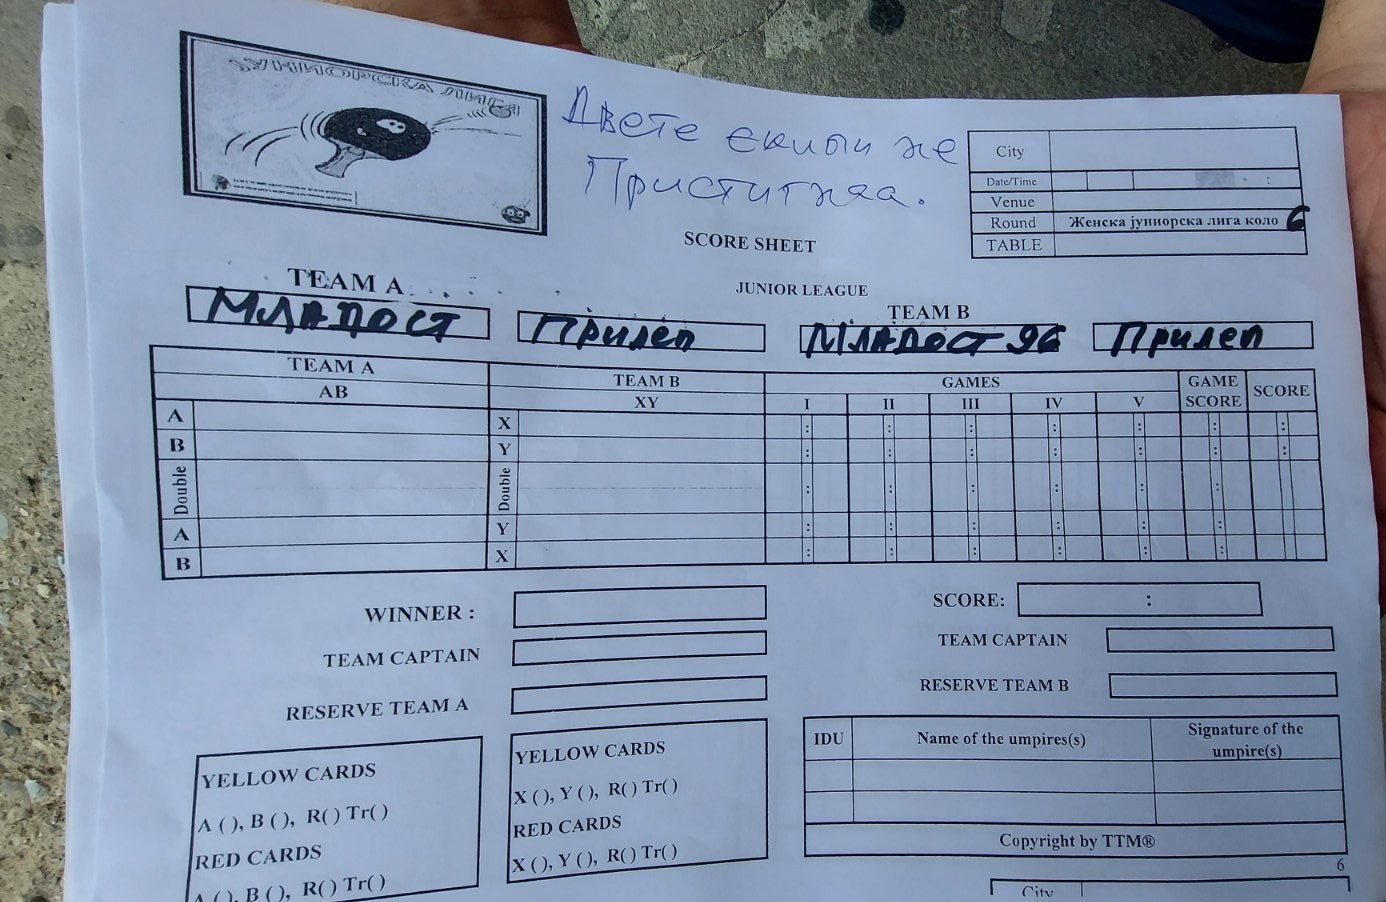 ЈУНИОРСКА ЛИГА
Двете екипи не
Пристигнаа.
City
Date/Time :
Venue
Round Женска јуниорска лига коло 6
TABLE
SCORE SHEET
JUNIOR LEAGUE
TEAM A
МЛАДОСТ Прилеп
TEAM B
МЛАДОСТ 96 Прилеп
TEAM A TEAM B GAMES GAME SCORE SCORE
AB XY I II III IV V
A X : : : : : : :
B Y : : : : : : :
Double Double : : : : : :
A Y : : : : : :
B X : : : : : :
WINNER : SCORE: :
TEAM CAPTAIN TEAM CAPTAIN
RESERVE TEAM A RESERVE TEAM B
YELLOW CARDS
A ( ), B ( ), R( ) Tr( )
RED CARDS
A ( ), B ( ), R( ) Tr( )
YELLOW CARDS
X ( ), Y ( ), R( ) Tr( )
RED CARDS
X ( ), Y ( ), R( ) Tr( )
IDU Name of the umpires(s) Signature of the
umpire(s)
Copyright by TTM®
6
City